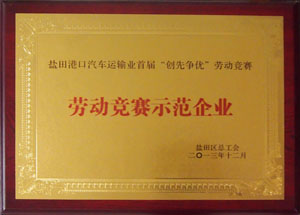 盐田港口汽车运输业首届“创先争优”劳动竞赛
劳动竞赛示范企业
盐田区总工会
二〇一三年十二月